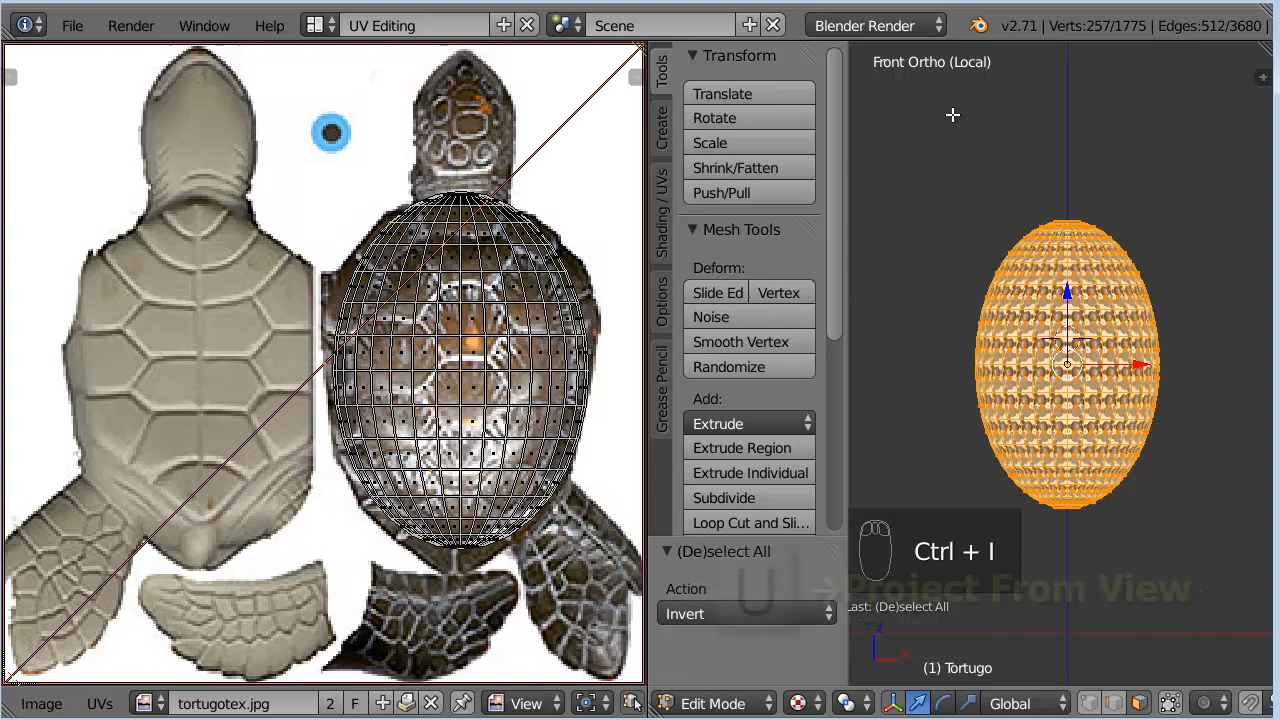 File Render Window Help UV Editing Scene Blender Render v2.71 | Verts:257/1775 | Edges:512/3680 |
Front Ortho (Local)
Tools
Create
Shading / UVs
Options
Grease Pencil
Transform
Translate
Rotate
Scale
Shrink/Fatten
Push/Pull
Mesh Tools
Deform:
Slide Ed Vertex
Noise
Smooth Vertex
Randomize
Add:
Extrude
Extrude Region
Extrude Individual
Subdivide
Loop Cut and Sli...
(De)select All
Action
Invert
Ctrl + I
U → Project From View
Last: (De)select All
z
x
(1) Tortugo
Image UVs tortugotex.jpg 2 F View Edit Mode Global